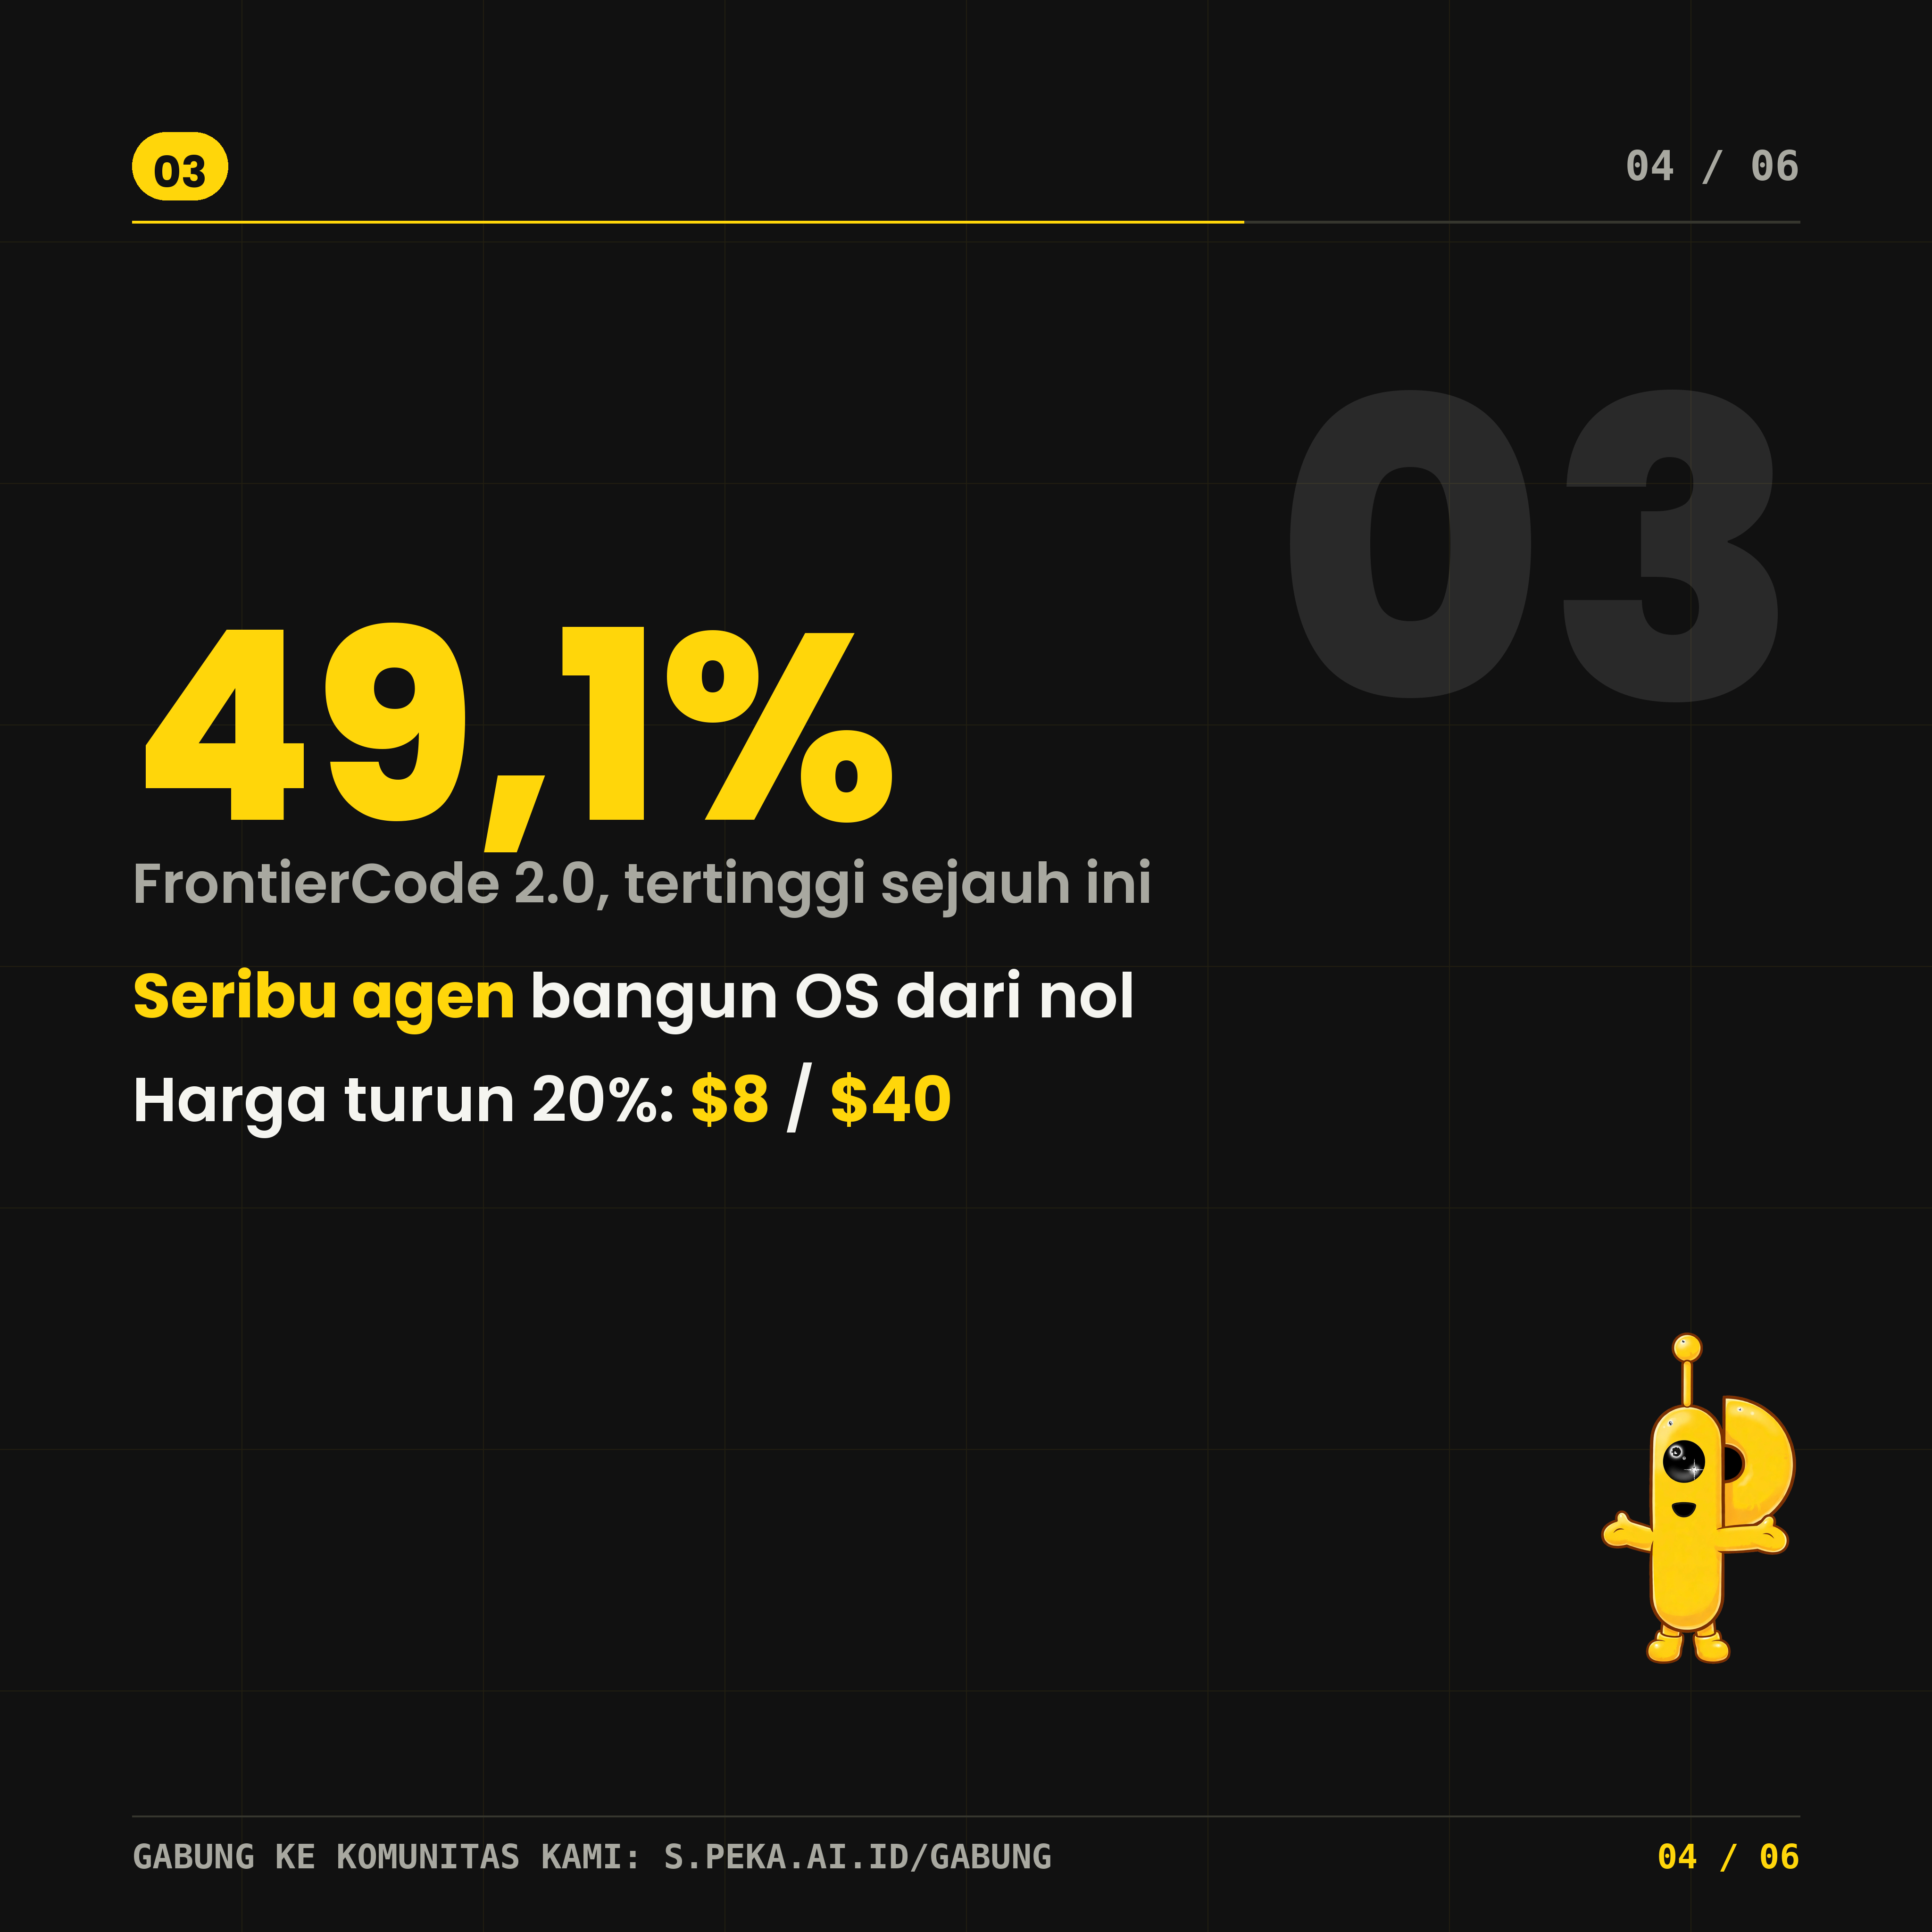 03
04 / 06
03
49,1%
FrontierCode 2.0, tertinggi sejauh ini
Seribu agen bangun OS dari nol
Harga turun 20%: $8 / $40
GABUNG KE KOMUNITAS KAMI: S.PEKA.AI.ID/GABUNG
04 / 06